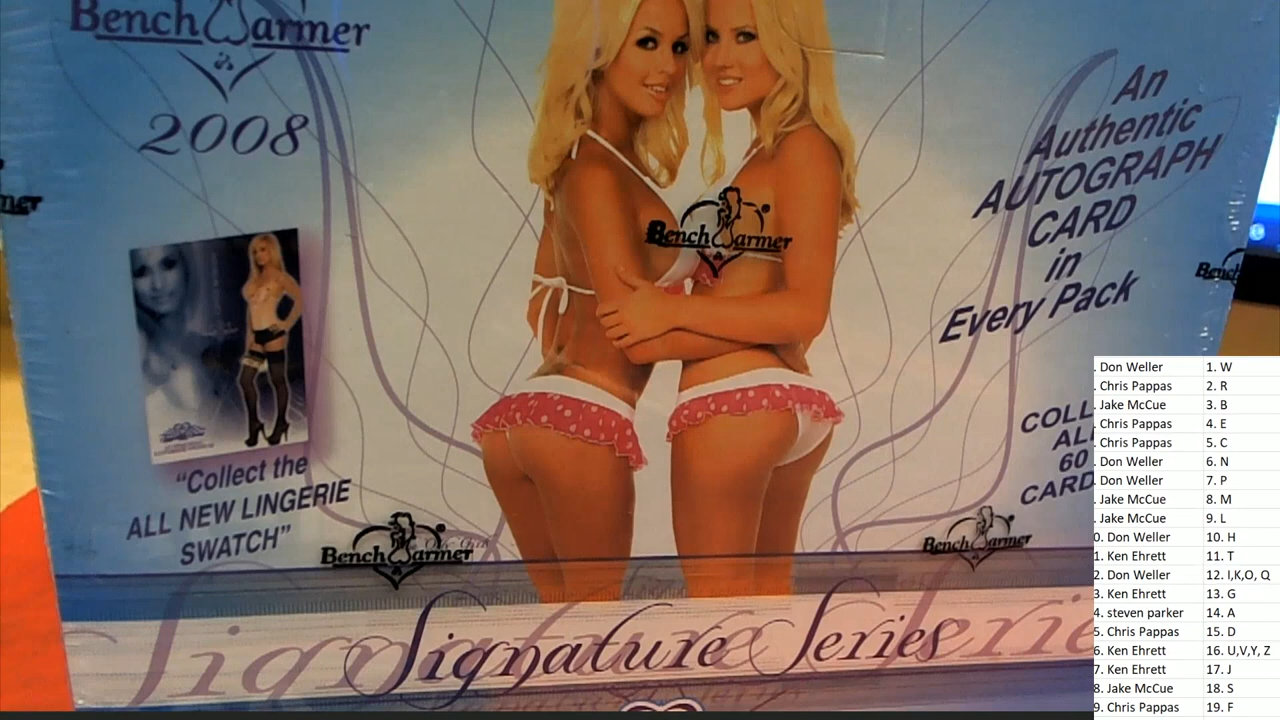 BenchWarmer
2008
An
Authentic
AUTOGRAPH
CARD
in
Every Pack
BenchWarmer
"Collect the
ALL NEW LINGERIE
SWATCH"
BenchWarmer
BenchWarmer
Signature Series
. Don Weller 1. W
. Chris Pappas 2. R
. Jake McCue 3. B
. Chris Pappas 4. E
. Chris Pappas 5. C
. Don Weller 6. N
. Don Weller 7. P
. Jake McCue 8. M
. Jake McCue 9. L
0. Don Weller 10. H
1. Ken Ehrett 11. T
2. Don Weller 12. I,K,O, Q
3. Ken Ehrett 13. G
4. steven parker 14. A
5. Chris Pappas 15. D
6. Ken Ehrett 16. U,V,Y, Z
7. Ken Ehrett 17. J
8. Jake McCue 18. S
9. Chris Pappas 19. F
COLL
AL
60
CARD